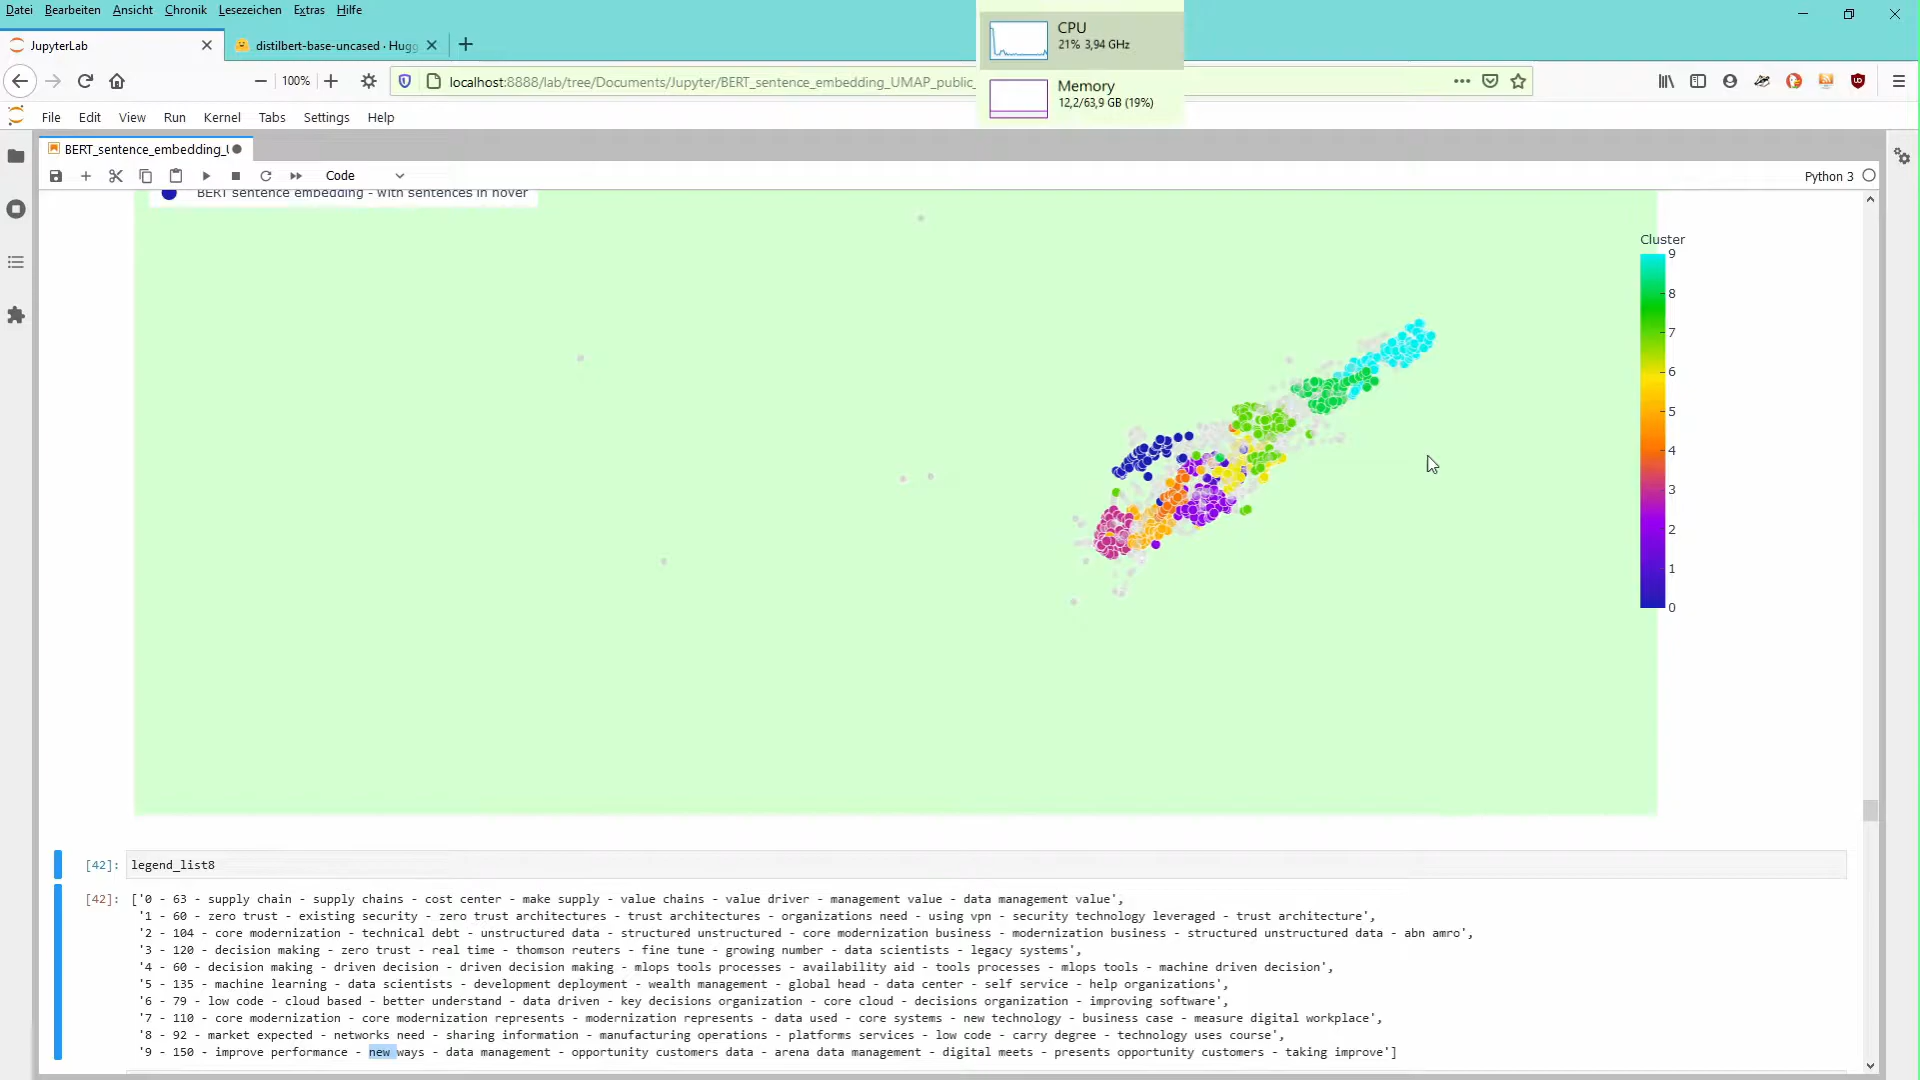 Datei Bearbeiten Ansicht Chronik Lesezeichen Extras Hilfe
CPU
21% 3,94 GHz
JupyterLab
distilbert-base-uncased · Hugg
100%
localhost:8888/lab/tree/Documents/Jupyter/BERT_sentence_embedding_UMAP_public_
Memory
12,2/63,9 GB (19%)
File Edit View Run Kernel Tabs Settings Help
BERT_sentence_embedding_U
Code
Python 3
BERT sentence embedding - with sentences in hover
Cluster
9
8
7
6
5
4
3
2
1
0
[42]: legend_list8
[42]: ['0 - 63 - supply chain - supply chains - cost center - make supply - value chains - value driver - management value - data management value',
'1 - 60 - zero trust - existing security - zero trust architectures - trust architectures - organizations need - using vpn - security technology leveraged - trust architecture',
'2 - 104 - core modernization - technical debt - unstructured data - structured unstructured - core modernization business - modernization business - structured unstructured data - abn amro',
'3 - 120 - decision making - zero trust - real time - thomson reuters - fine tune - growing number - data scientists - legacy systems',
'4 - 60 - decision making - driven decision - driven decision making - mlops tools processes - availability aid - tools processes - mlops tools - machine driven decision',
'5 - 135 - machine learning - data scientists - development deployment - wealth management - global head - data center - self service - help organizations',
'6 - 79 - low code - cloud based - better understand - data driven - key decisions organization - core cloud - decisions organization - improving software',
'7 - 110 - core modernization - core modernization represents - modernization represents - data used - core systems - new technology - business case - measure digital workplace',
'8 - 92 - market expected - networks need - sharing information - manufacturing operations - platforms services - low code - carry degree - technology uses course',
'9 - 150 - improve performance - new ways - data management - opportunity customers data - arena data management - digital meets - presents opportunity customers - taking improve']